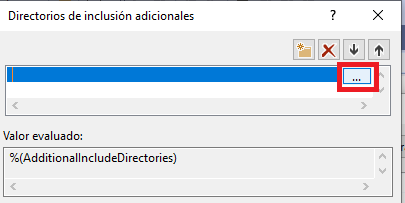 Directorios de inclusión adicionales
?
...
Valor evaluado:
%(AdditionalIncludeDirectories)